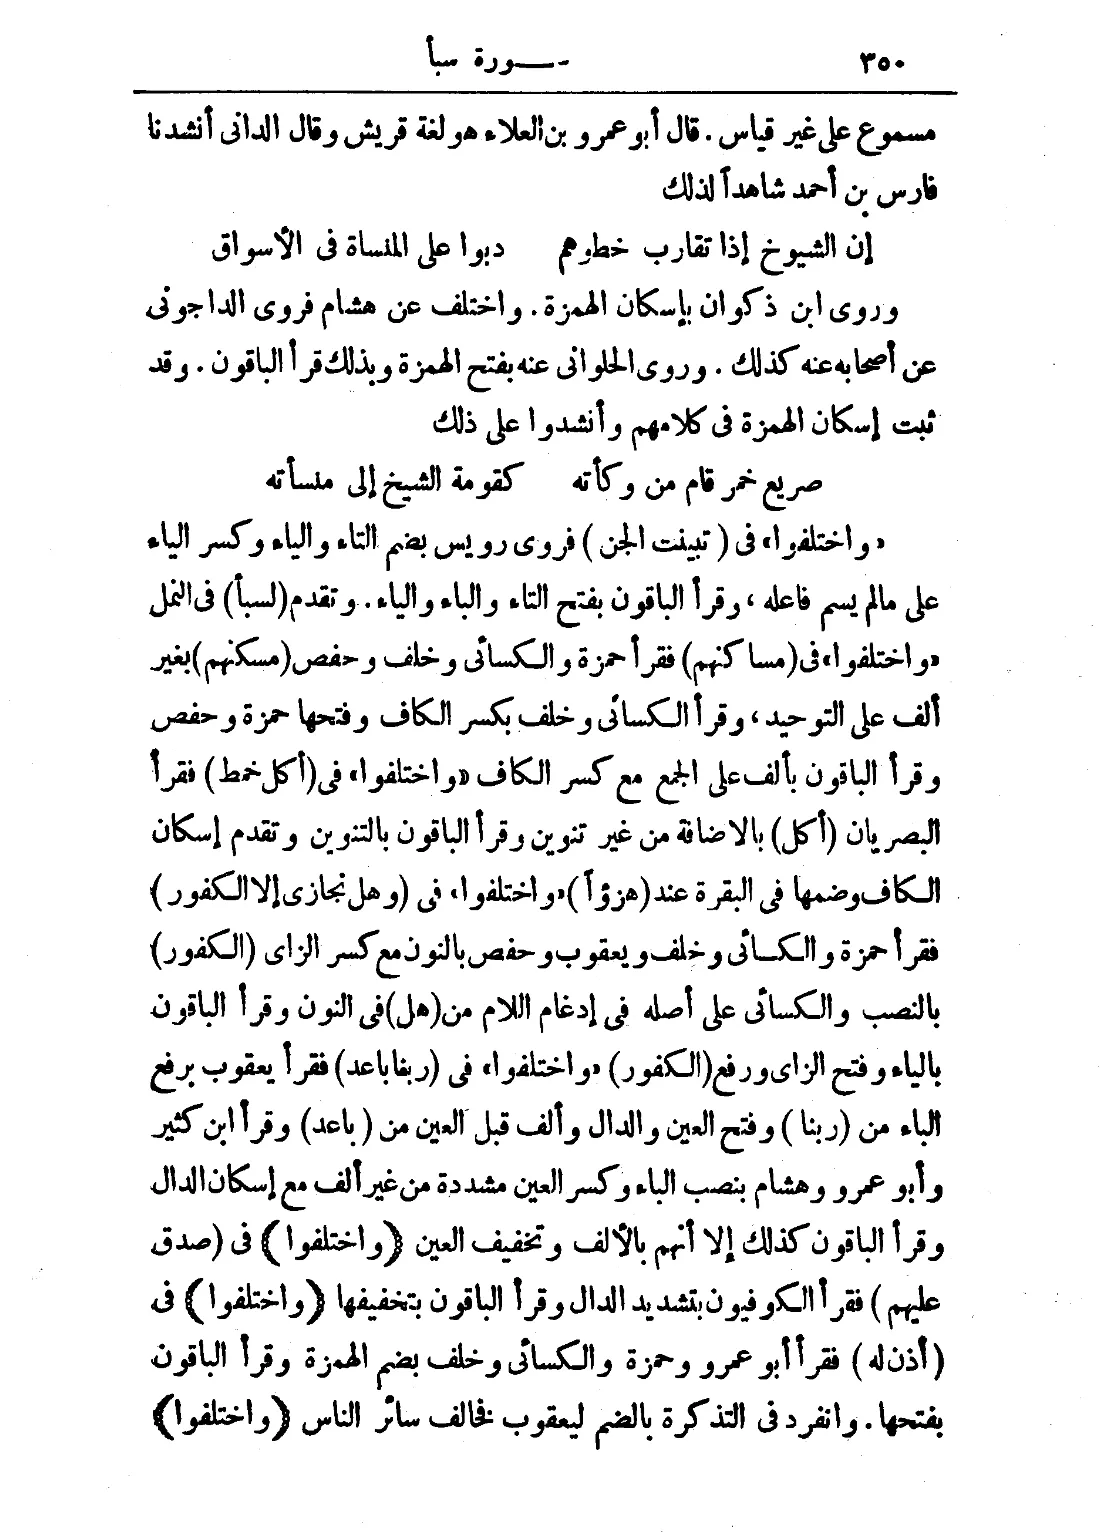 ٣٥٠ ســورة سبأ
مسموع على غير قياس . قال أبو عمرو بن العلاء هو لغة قريش وقال الدانى أنشدنا
فارس بن أحمد شاهداً لذلك
إن الشيوخ إذا تقارب خطوهم دبوا على المنساة فى الأسواق
وروى ابن ذكوان بإسكان الهمزة . واختلف عن هشام فروى الداجونى
عن أصحابه عنه كذلك . وروى الحلوانى عنه بفتح الهمزة وبذلك قرأ الباقون . وقد
ثبت إسكان الهمزة فى كلامهم وأنشدوا على ذلك
صريع خمر قام من وكأته كقومة الشيخ إلى منسأته
«واختلفوا» فى ( تبينت الجن ) فروى رويس بضم التاء والباء وكسر الياء
على مالم يسم فاعله ، وقرأ الباقون بفتح التاء والباء والياء . وتقدم (لسبأ) فى النمل
«واختلفوا» فى (مساكنهم) فقرأ حمزة والكسائى وخلف وحفص (مسكنهم) بغير
ألف على التوحيد ، وقرأ الكسائى وخلف بكسر الكاف وفتحها حمزة وحفص
وقرأ الباقون بألف على الجمع مع كسر الكاف «واختلفوا» فى (أكل خمط) فقرأ
البصريان (أكل) بالاضافة من غير تنوين وقرأ الباقون بالتنوين وتقدم إسكان
الكاف وضمها فى البقرة عند (هزؤاً) «واختلفوا» فى (وهل نجازى إلا الكفور)
فقرأ حمزة والكسائى وخلف ويعقوب وحفص بالنون مع كسر الزاى (الكفور)
بالنصب والكسائى على أصله فى إدغام اللام من (هل) فى النون وقرأ الباقون
بالياء وفتح الزاى ورفع (الكفور) «واختلفوا» فى (ربنا باعد) فقرأ يعقوب برفع
الباء من (ربنا) وفتح العين والدال وألف قبل العين من (باعد) وقرأ ابن كثير
وأبو عمرو وهشام بنصب الباء وكسر العين مشددة من غير ألف مع إسكان الدال
وقرأ الباقون كذلك إلا أنهم بالألف وتخفيف العين (واختلفوا) فى (صدق
عليهم) فقرأ الكوفيون بتشديد الدال وقرأ الباقون بتخفيفها (واختلفوا) فى
(أذن له) فقرأ أبو عمرو وحمزة والكسائى وخلف بضم الهمزة وقرأ الباقون
بفتحها . وانفرد فى التذكرة بالضم ليعقوب فخالف سائر الناس (واختلفوا)